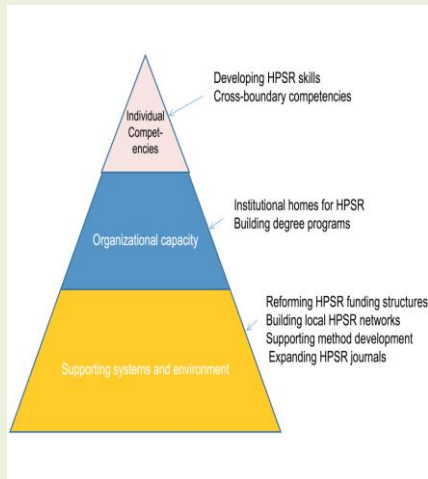 Developing HPSR skills
Cross-boundary competencies
Individual
Compet-
encies
Institutional homes for HPSR
Building degree programs
Organizational capacity
Reforming HPSR funding structures
Building local HPSR networks
Supporting method development
Expanding HPSR journals
Supporting systems and environment